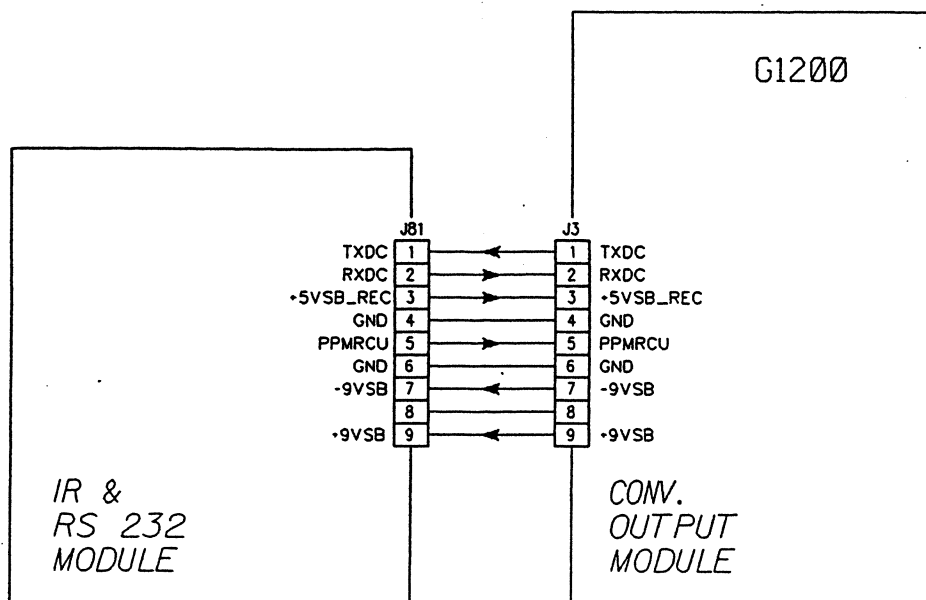 G1200
J81 J3
TXDC 1 1 TXDC
RXDC 2 2 RXDC
+5VSB_REC 3 3 +5VSB_REC
GND 4 4 GND
PPMRCU 5 5 PPMRCU
GND 6 6 GND
-9VSB 7 7 -9VSB
8 8
+9VSB 9 9 +9VSB
IR &
RS 232
MODULE
CONV.
OUTPUT
MODULE